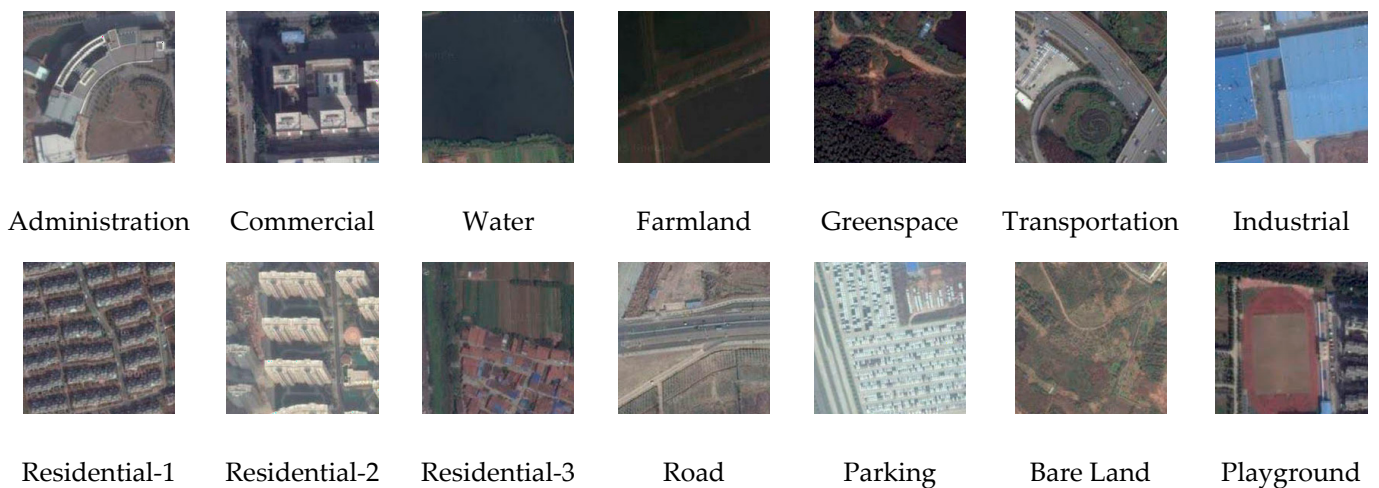 Administration Commercial Water Farmland Greenspace Transportation Industrial
Residential-1 Residential-2 Residential-3 Road Parking Bare Land Playground